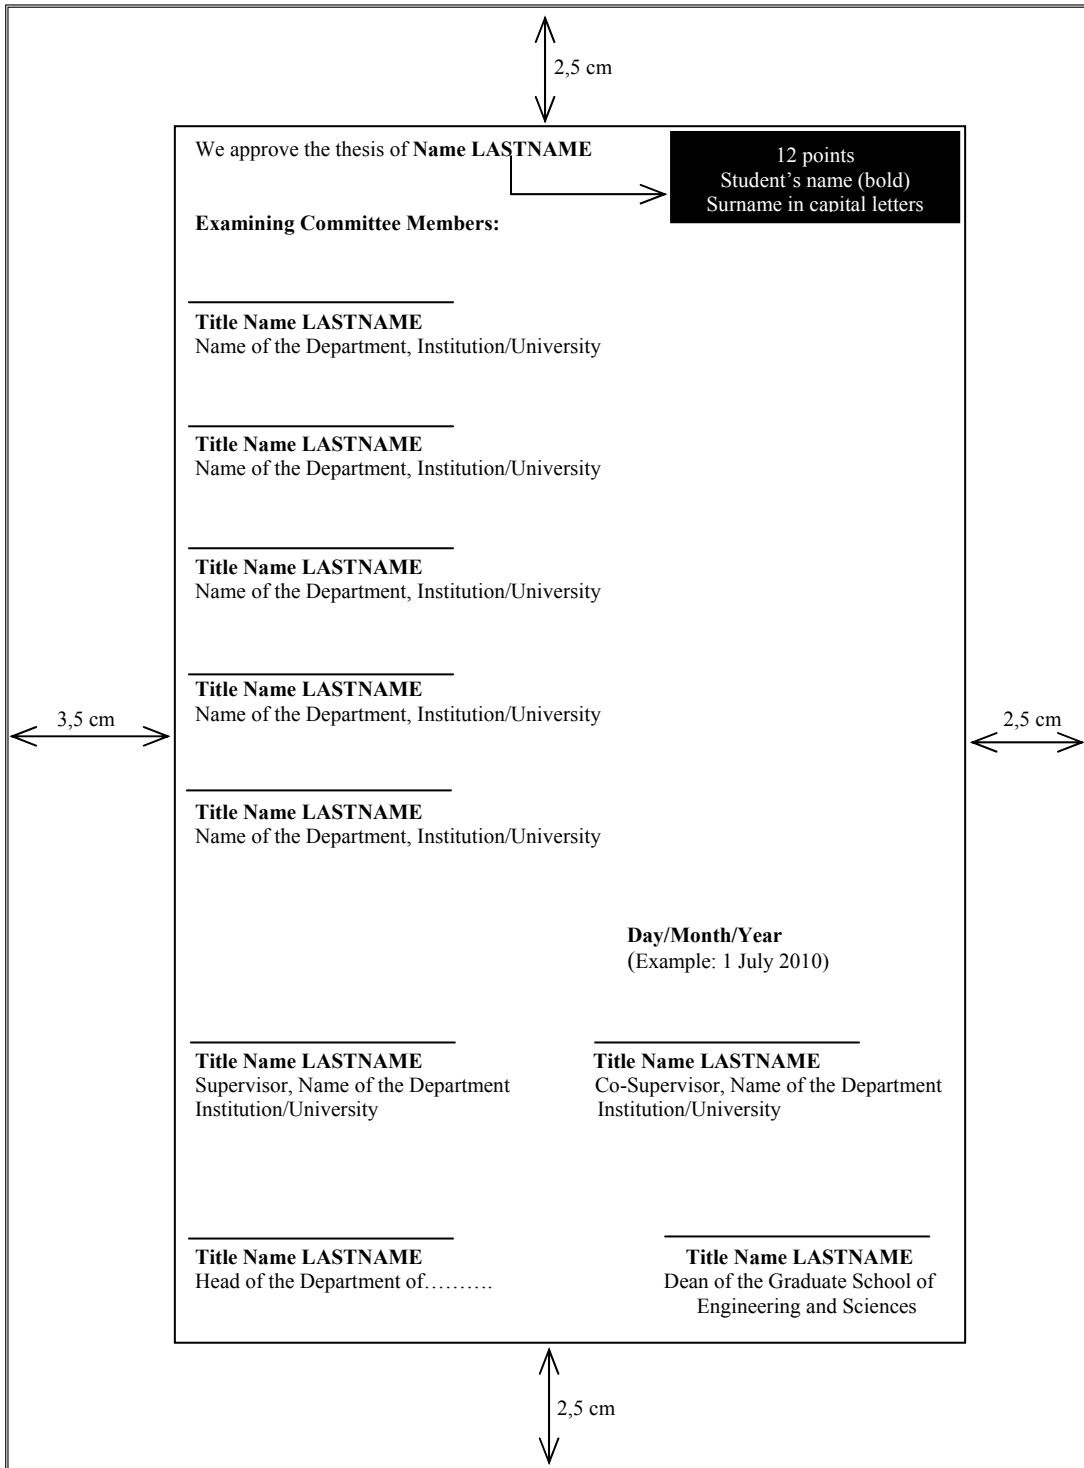 2,5 cm
We approve the thesis of Name LASTNAME
12 points
Student’s name (bold)
Surname in capital letters
Examining Committee Members:
Title Name LASTNAME
Name of the Department, Institution/University
Title Name LASTNAME
Name of the Department, Institution/University
Title Name LASTNAME
Name of the Department, Institution/University
Title Name LASTNAME
Name of the Department, Institution/University
3,5 cm
2,5 cm
Title Name LASTNAME
Name of the Department, Institution/University
Day/Month/Year
(Example: 1 July 2010)
Title Name LASTNAME
Supervisor, Name of the Department
Institution/University
Title Name LASTNAME
Co-Supervisor, Name of the Department
Institution/University
Title Name LASTNAME
Head of the Department of……….
Title Name LASTNAME
Dean of the Graduate School of
Engineering and Sciences
2,5 cm